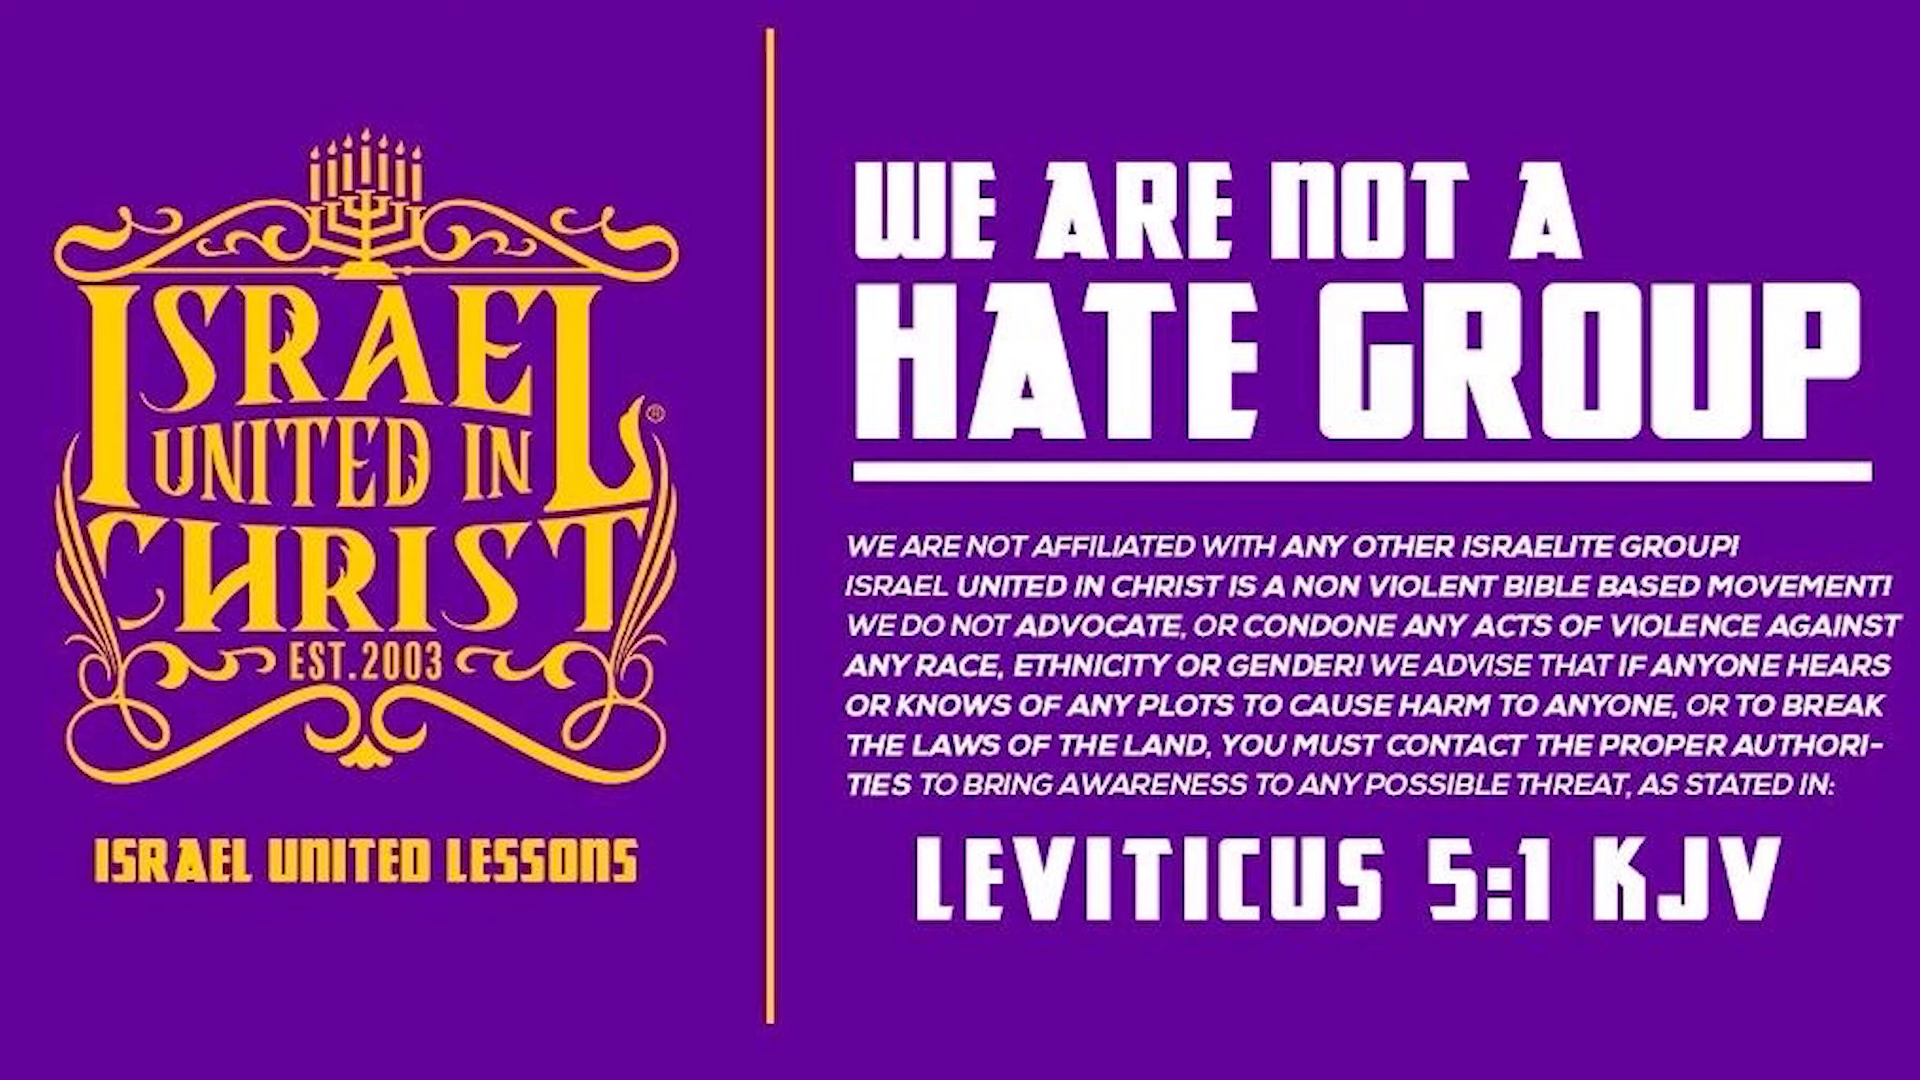 ISRAEL
UNITED IN
CHRIST
®
EST.2003
ISRAEL UNITED LESSONS
WE ARE NOT A
HATE GROUP
WE ARE NOT AFFILIATED WITH ANY OTHER ISRAELITE GROUP!
ISRAEL UNITED IN CHRIST IS A NON VIOLENT BIBLE BASED MOVEMENT!
WE DO NOT ADVOCATE, OR CONDONE ANY ACTS OF VIOLENCE AGAINST
ANY RACE, ETHNICITY OR GENDER! WE ADVISE THAT IF ANYONE HEARS
OR KNOWS OF ANY PLOTS TO CAUSE HARM TO ANYONE, OR TO BREAK
THE LAWS OF THE LAND, YOU MUST CONTACT THE PROPER AUTHORI-
TIES TO BRING AWARENESS TO ANY POSSIBLE THREAT, AS STATED IN:
LEVITICUS 5:1 KJV